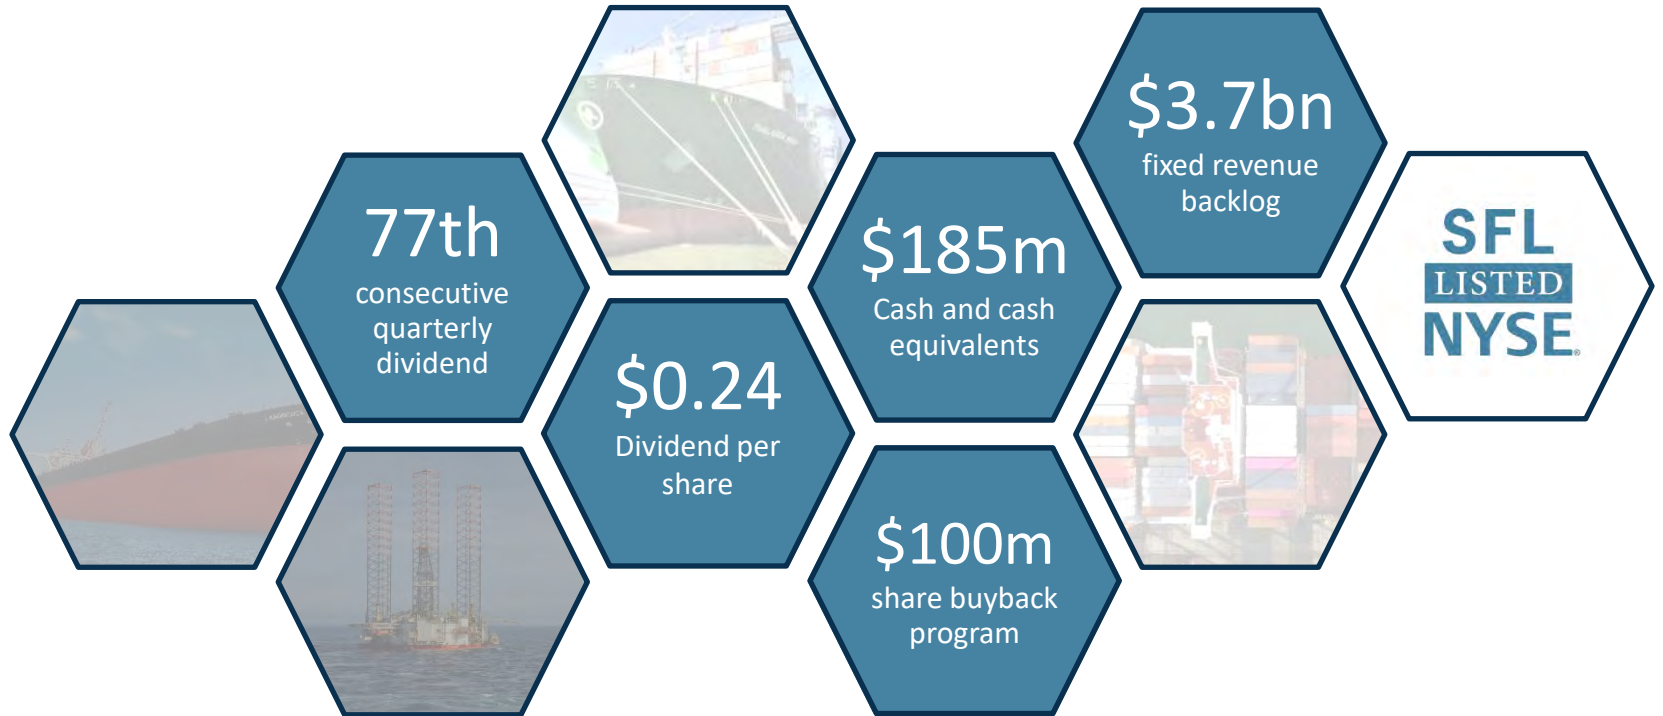 77th
consecutive
quarterly
dividend
$0.24
Dividend per
share
$185m
Cash and cash
equivalents
$100m
share buyback
program
$3.7bn
fixed revenue
backlog
SFL
LISTED
NYSE®